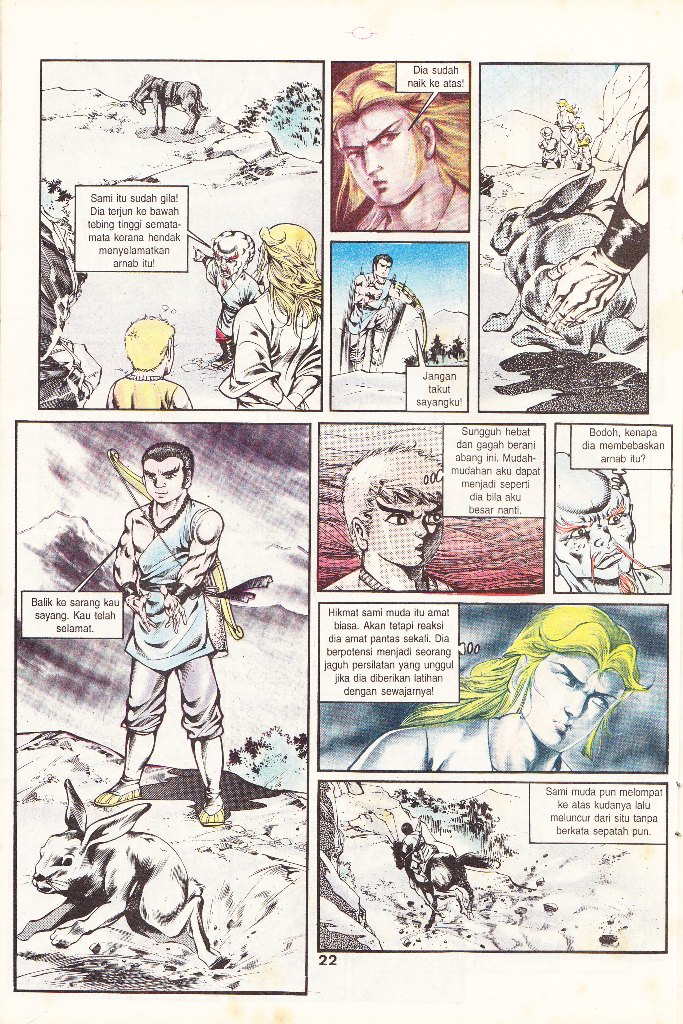 Sami itu sudah gila!
Dia terjun ke bawah
tebing tinggi semata-
mata kerana hendak
menyelamatkan
arnab itu!
Dia sudah
naik ke atas!
Jangan
takut
sayangku!
Balik ke sarang kau
sayang. Kau telah
selamat.
Sungguh hebat
dan gagah berani
abang ini. Mudah-
mudahan aku dapat
menjadi seperti
dia bila aku
besar nanti.
Bodoh, kenapa
dia membebaskan
arnab itu?
Hikmat sami muda itu amat
biasa. Akan tetapi reaksi
dia amat pantas sekali. Dia
berpotensi menjadi seorang
jaguh persilatan yang unggul
jika dia diberikan latihan
dengan sewajarnya!
Sami muda pun melompat
ke atas kudanya lalu
meluncur dari situ tanpa
berkata sepatah pun.
22